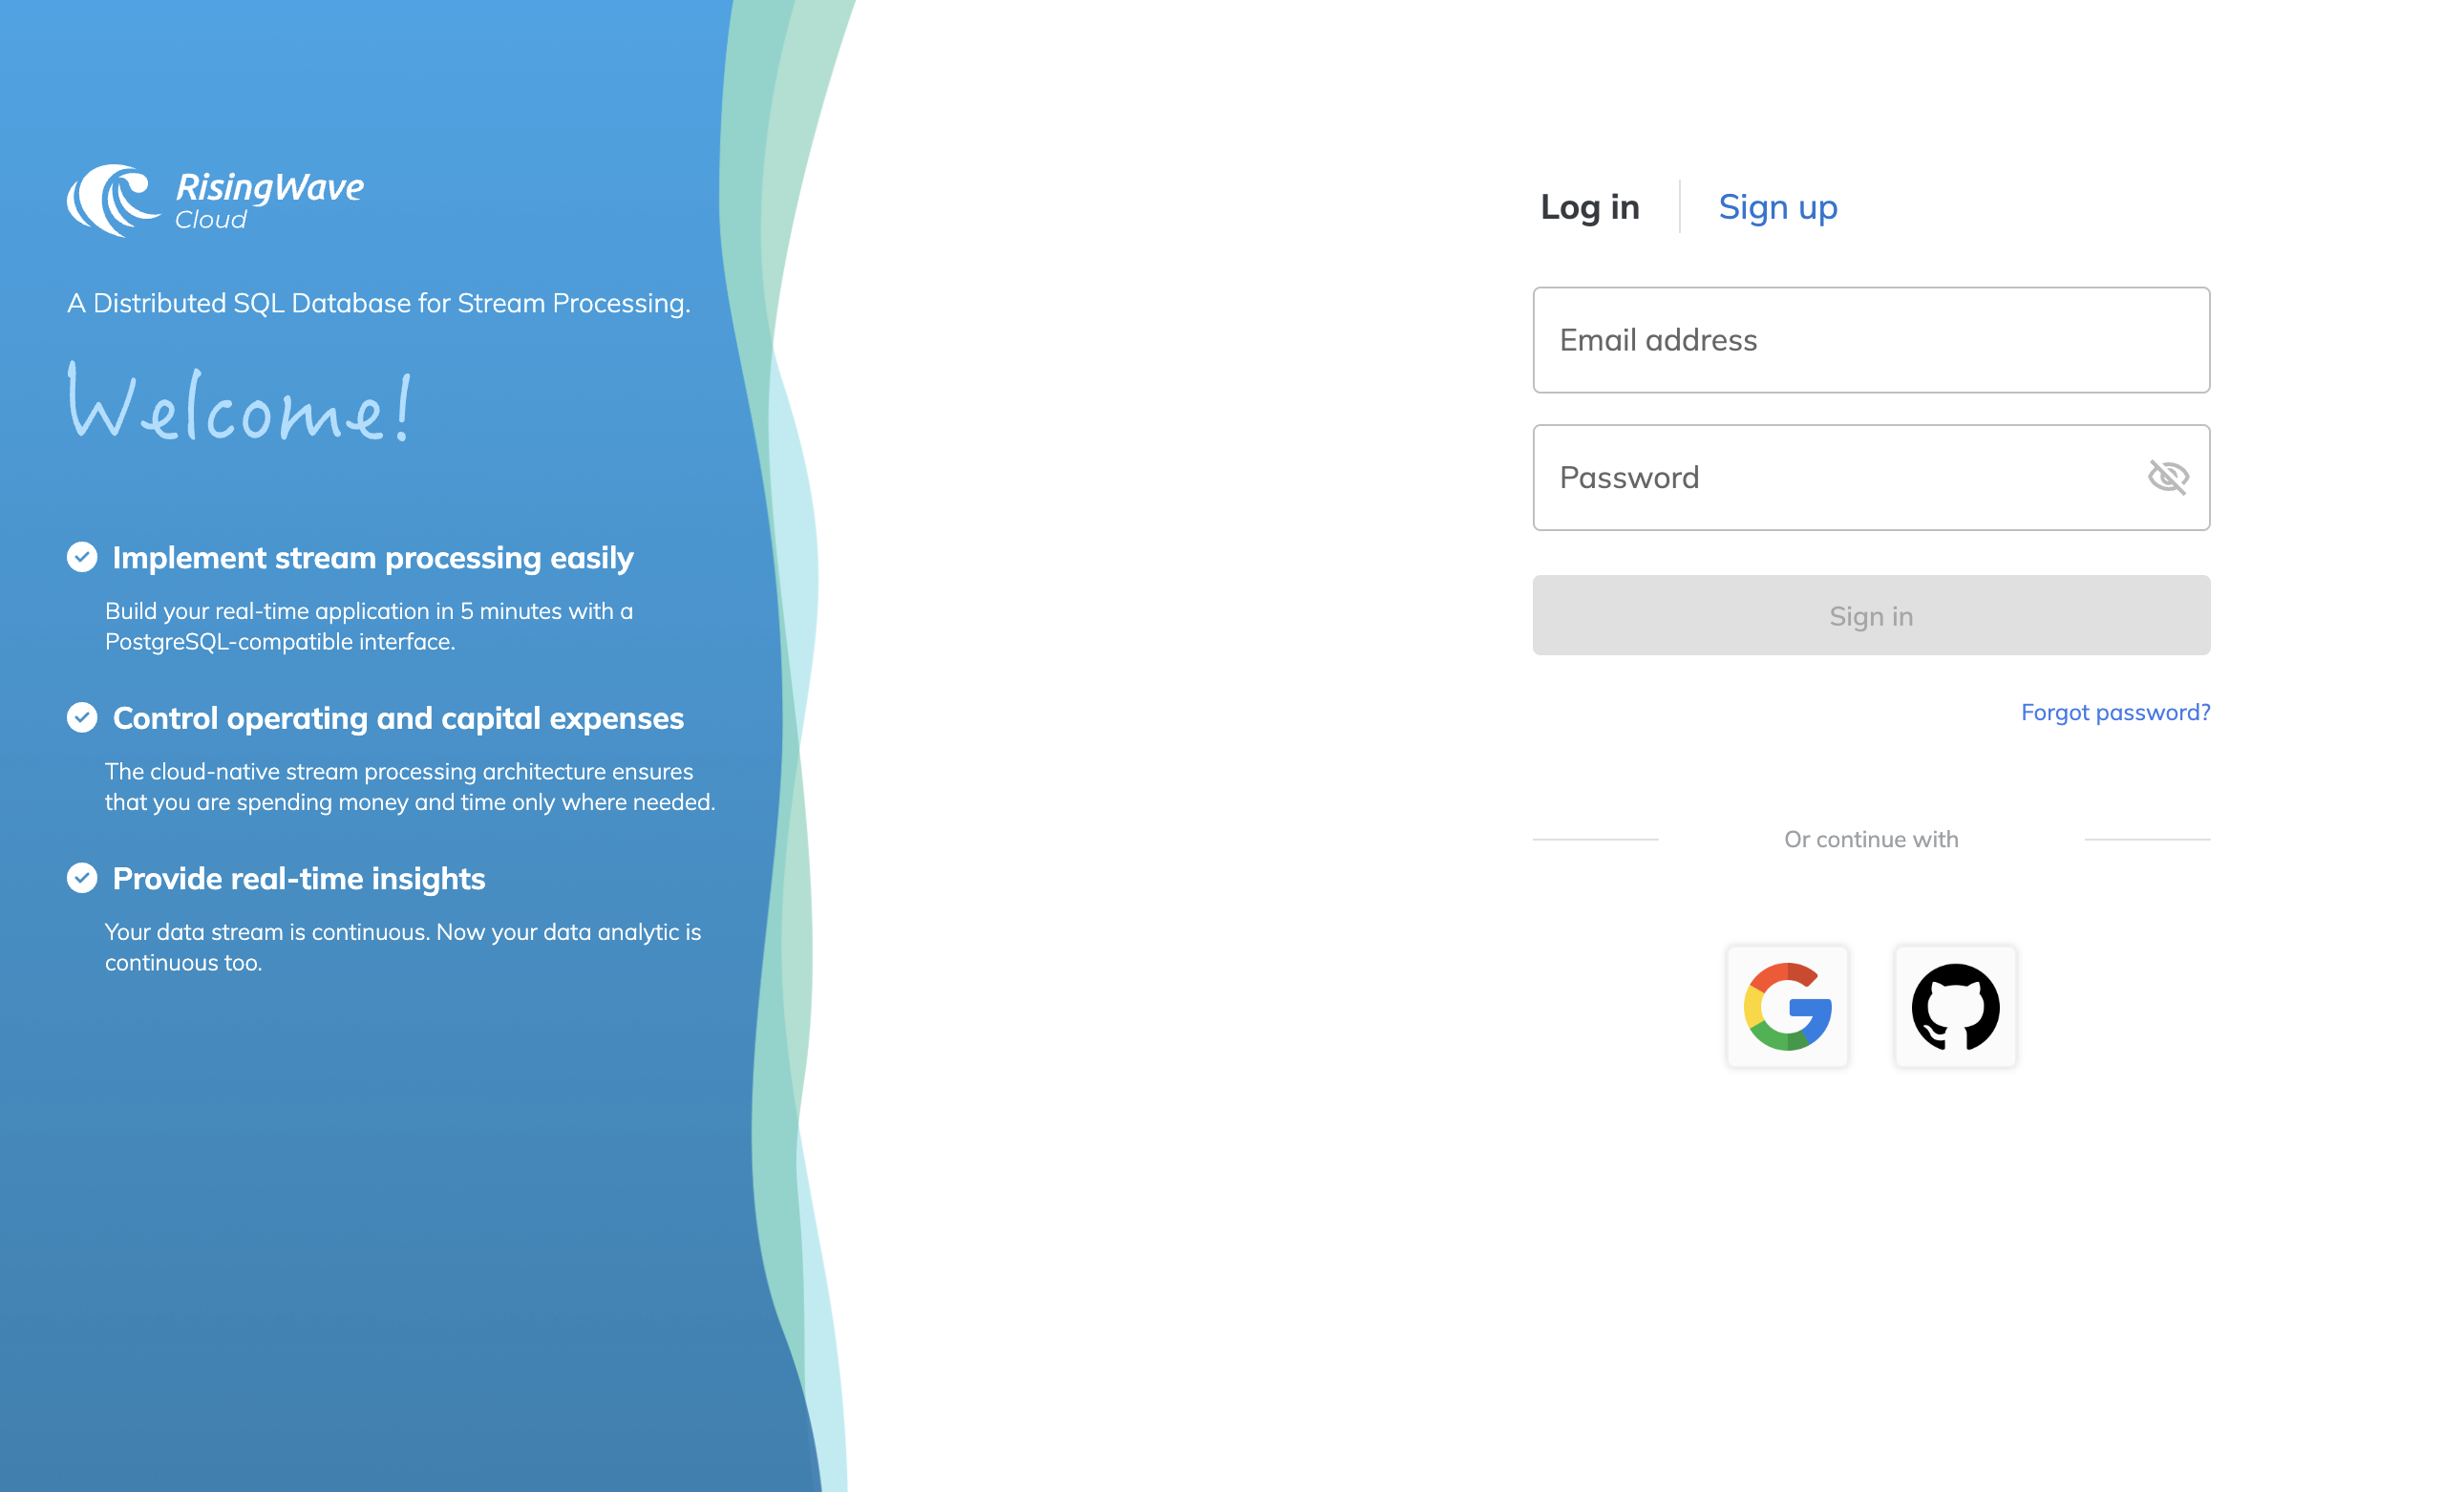 RisingWave
Cloud
A Distributed SQL Database for Stream Processing.
Welcome!
Implement stream processing easily
Build your real-time application in 5 minutes with a
PostgreSQL-compatible interface.
Control operating and capital expenses
The cloud-native stream processing architecture ensures
that you are spending money and time only where needed.
Provide real-time insights
Your data stream is continuous. Now your data analytic is
continuous too.
Log in
Sign up
Email address
Password
Sign in
Forgot password?
Or continue with